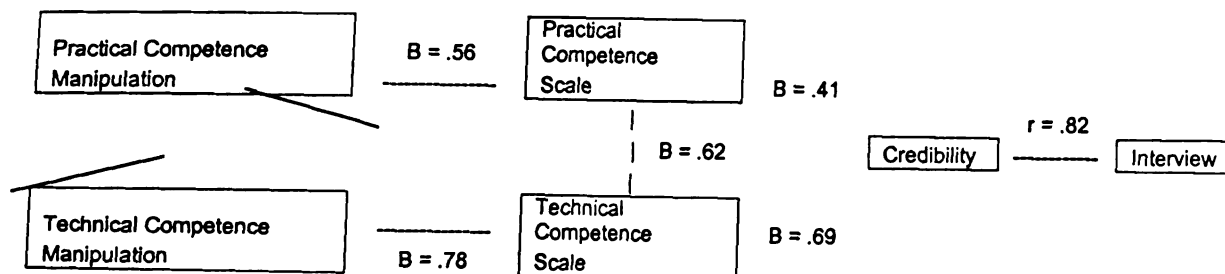 Practical Competence
Manipulation
B = .56
Practical
Competence
Scale
B = .41
B = .62
Credibility
r = .82
Interview
Technical Competence
Manipulation
B = .78
Technical
Competence
Scale
B = .69